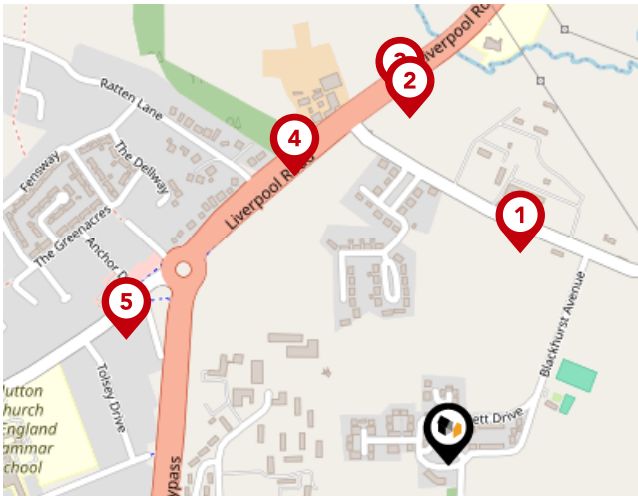 Liverpool Ro
3
2
Ratten Lane
4
The Dellway
Fensway
Liverpool Road
1
The Greenacres
Anchor D
5
Blackhurst Avenue
Tolsey Drive
utton
hurch
England
ammar
chool
ett Drive
ypass